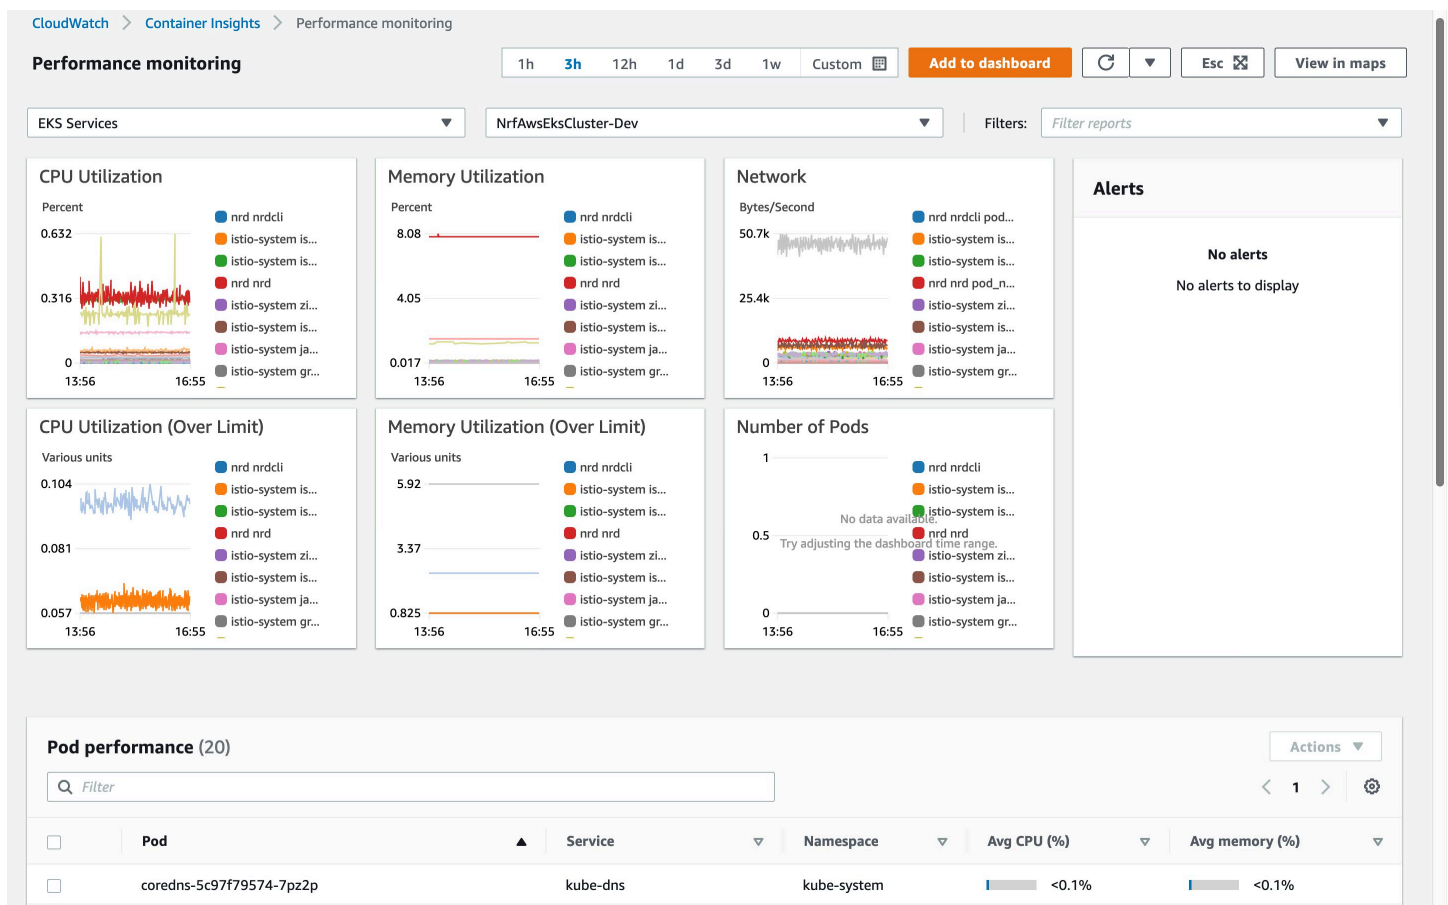 CloudWatch > Container Insights > Performance monitoring
Performance monitoring
1h 3h 12h 1d 3d 1w Custom
Add to dashboard
Esc
View in maps
EKS Services
NrfAwsEksCluster-Dev
Filters:
Filter reports
CPU Utilization
Percent
0.632
0.316
0
13:56 16:55
nrd nrdcli
istio-system is...
istio-system is...
nrd nrd
istio-system zi...
istio-system is...
istio-system ja...
istio-system gr...
Memory Utilization
Percent
8.08
4.05
0.017
13:56 16:55
nrd nrdcli
istio-system is...
istio-system is...
nrd nrd
istio-system zi...
istio-system is...
istio-system ja...
istio-system gr...
Network
Bytes/Second
50.7k
25.4k
0
13:56 16:55
nrd nrdcli pod...
istio-system is...
istio-system is...
nrd nrd pod_n...
istio-system zi...
istio-system is...
istio-system ja...
istio-system gr...
Alerts
No alerts
No alerts to display
CPU Utilization (Over Limit)
Various units
0.104
0.081
0.057
13:56 16:55
nrd nrdcli
istio-system is...
istio-system is...
nrd nrd
istio-system zi...
istio-system is...
istio-system ja...
istio-system gr...
Memory Utilization (Over Limit)
Various units
5.92
3.37
0.825
13:56 16:55
nrd nrdcli
istio-system is...
istio-system is...
nrd nrd
istio-system zi...
istio-system is...
istio-system ja...
istio-system gr...
Number of Pods
1
0.5
0
13:56 16:55
No data available.
Try adjusting the dashboard time range.
nrd nrdcli
istio-system is...
istio-system is...
nrd nrd
istio-system zi...
istio-system is...
istio-system ja...
istio-system gr...
Pod performance (20)
Actions
Filter
1
Pod Service Namespace Avg CPU (%) Avg memory (%)
coredns-5c97f79574-7pz2p kube-dns kube-system <0.1% <0.1%